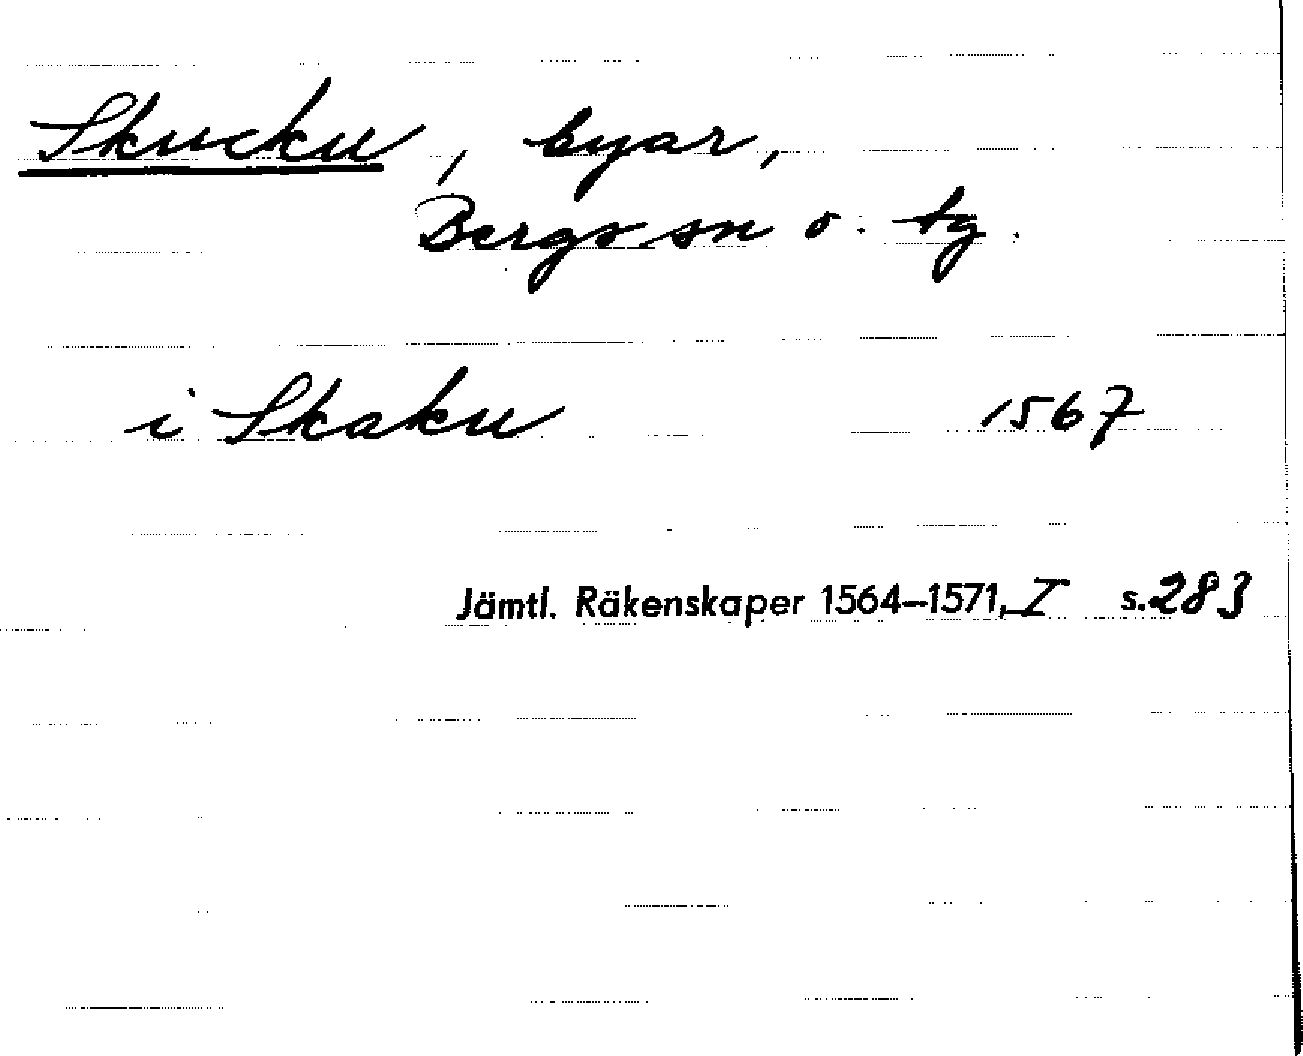 Skucku, byar,
Bergs sn o. tg.
i Skaku 1567
Jämtl. Räkenskaper 1564–1571, I s. 283